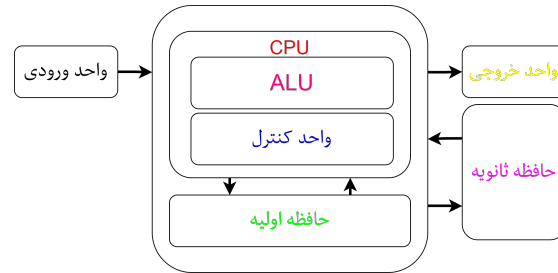 CPU
واحد ورودی
ALU
واحد خروجی
واحد کنترل
حافظه ثانویه
حافظه اولیه